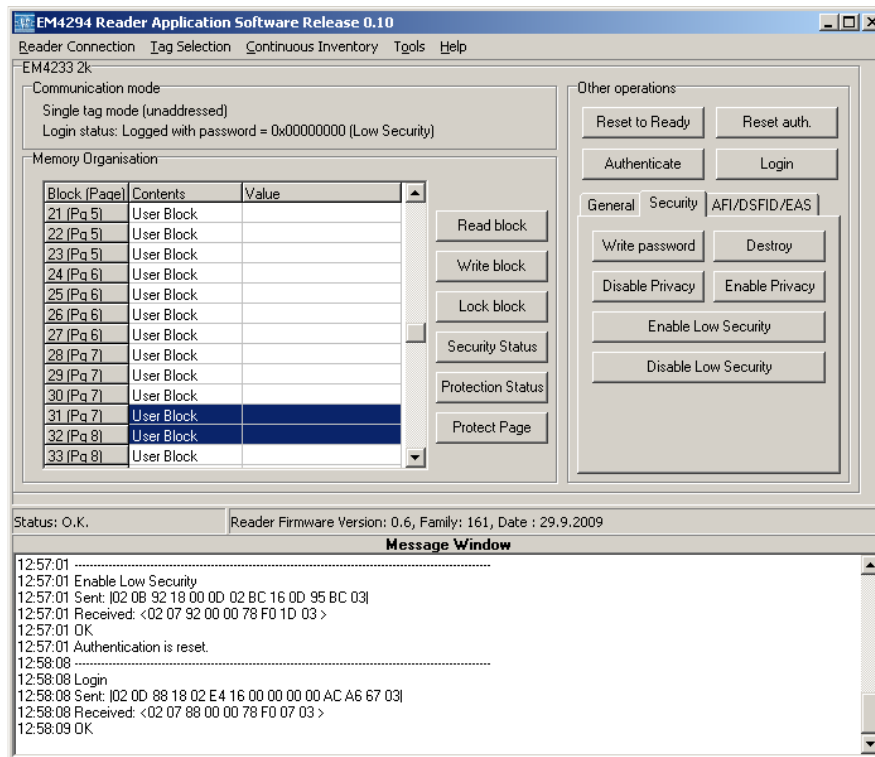 EM4294 Reader Application Software Release 0.10
Reader Connection Tag Selection Continuous Inventory Tools Help
EM4233 2k
Communication mode
Single tag mode (unaddressed)
Login status: Logged with password = 0x00000000 (Low Security)
Memory Organisation
Block (Page) Contents Value
21 (Pg 5) User Block
22 (Pg 5) User Block
23 (Pg 5) User Block
24 (Pg 6) User Block
25 (Pg 6) User Block
26 (Pg 6) User Block
27 (Pg 6) User Block
28 (Pg 7) User Block
29 (Pg 7) User Block
30 (Pg 7) User Block
31 (Pg 7) User Block
32 (Pg 8) User Block
33 (Pg 8) User Block
Read block
Write block
Lock block
Security Status
Protection Status
Protect Page
Other operations
Reset to Ready Reset auth.
Authenticate Login
General Security AFI/DSFID/EAS
Write password Destroy
Disable Privacy Enable Privacy
Enable Low Security
Disable Low Security
Status: O.K. Reader Firmware Version: 0.6, Family: 161, Date : 29.9.2009
Message Window
12:57:01 ----------------------------------------------------------------------
12:57:01 Enable Low Security
12:57:01 Sent: |02 0B 92 18 00 0D 02 BC 16 0D 95 BC 03|
12:57:01 Received: <02 07 92 00 00 78 F0 1D 03 >
12:57:01 OK
12:57:01 Authentication is reset.
12:58:08 ----------------------------------------------------------------------
12:58:08 Login
12:58:08 Sent: |02 0D 88 18 02 E4 16 00 00 00 00 AC A6 67 03|
12:58:08 Received: <02 07 88 00 00 78 F0 07 03 >
12:58:09 OK